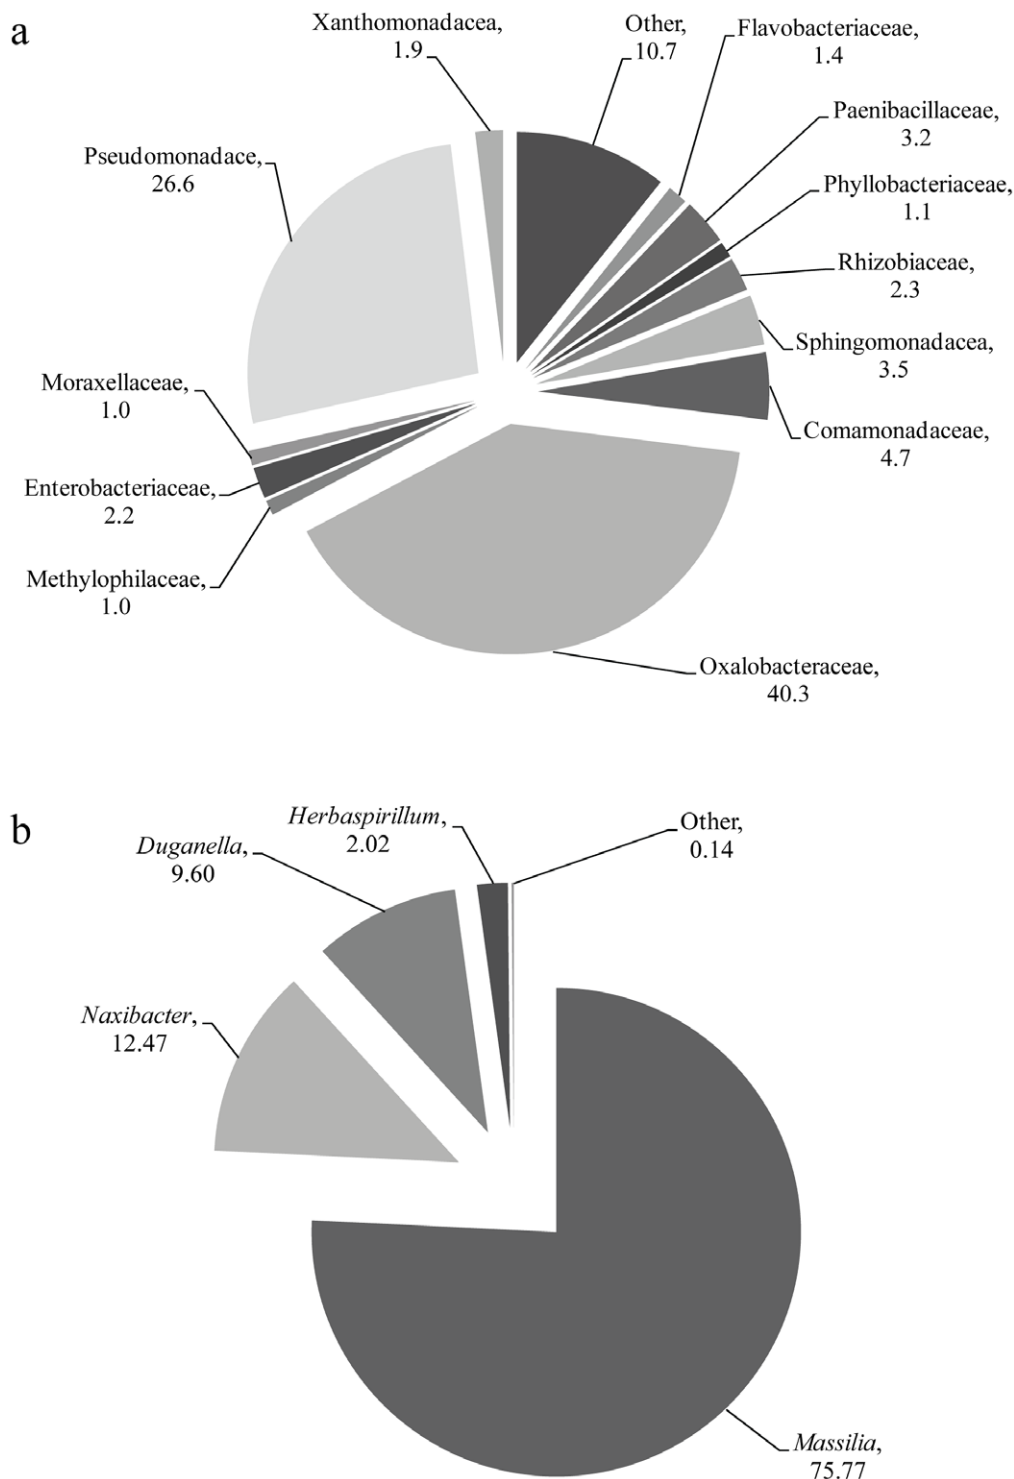 a
Xanthomonadacea,
1.9
Other,
10.7
Flavobacteriaceae,
1.4
Paenibacillaceae,
3.2
Phyllobacteriaceae,
1.1
Rhizobiaceae,
2.3
Sphingomonadacea,
3.5
Comamonadaceae,
4.7
Oxalobacteraceae,
40.3
Methylophilaceae,
1.0
Enterobacteriaceae,
2.2
Moraxellaceae,
1.0
Pseudomonadace,
26.6
b
Herbaspirillum,
2.02
Other,
0.14
Duganella,
9.60
Naxibacter,
12.47
Massilia,
75.77